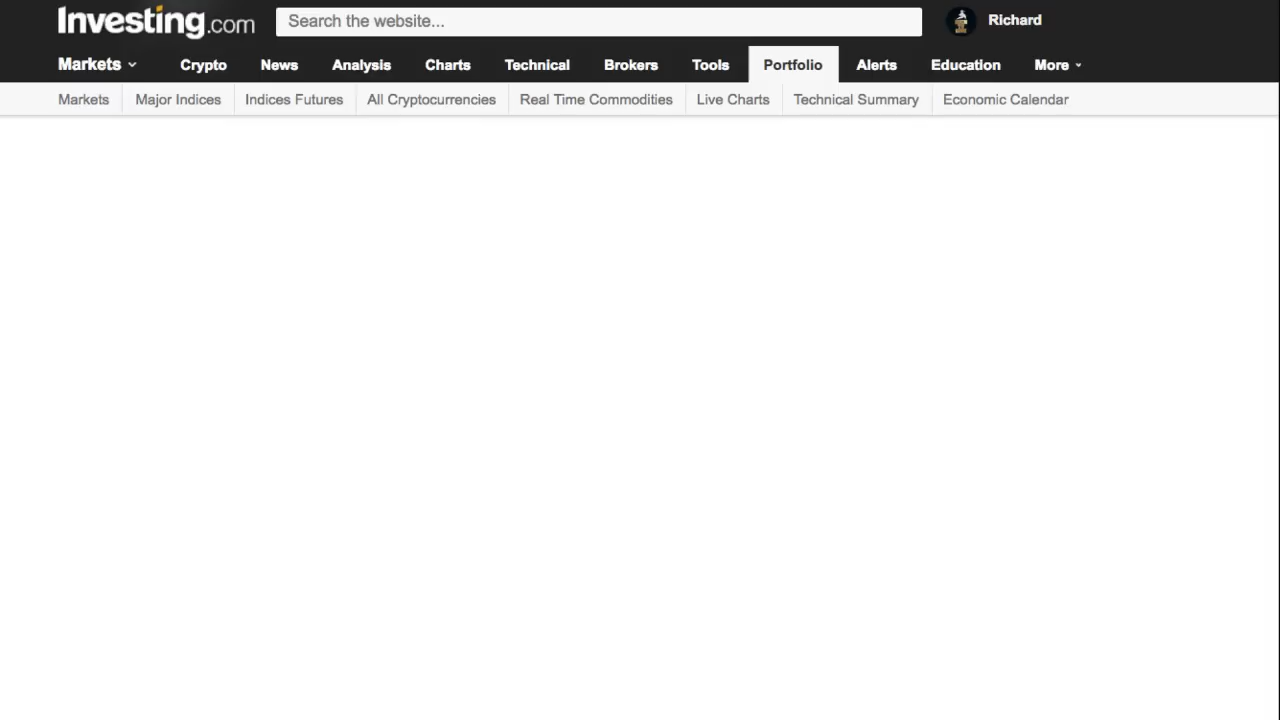 Investing.com
Search the website...
Richard
Markets Crypto News Analysis Charts Technical Brokers Tools Portfolio Alerts Education More
Markets Major Indices Indices Futures All Cryptocurrencies Real Time Commodities Live Charts Technical Summary Economic Calendar